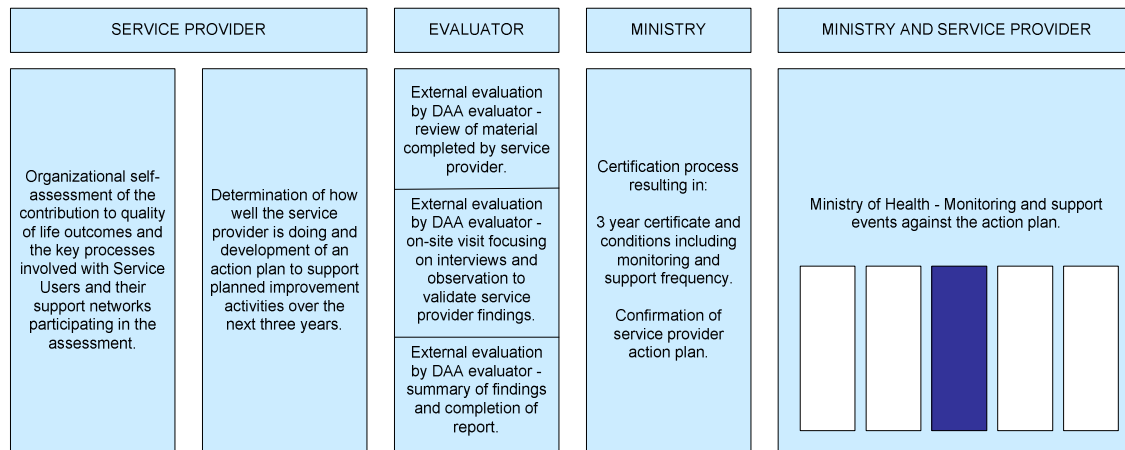 SERVICE PROVIDER
EVALUATOR
MINISTRY
MINISTRY AND SERVICE PROVIDER
Organizational self-
assessment of the
contribution to quality
of life outcomes and
the key processes
involved with Service
Users and their
support networks
participating in the
assessment.
Determination of how
well the service
provider is doing and
development of an
action plan to support
planned improvement
activities over the
next three years.
External evaluation
by DAA evaluator -
review of material
completed by service
provider.
External evaluation
by DAA evaluator -
on-site visit focusing
on interviews and
observation to
validate service
provider findings.
External evaluation
by DAA evaluator -
summary of findings
and completion of
report.
Certification process
resulting in:
3 year certificate and
conditions including
monitoring and
support frequency.
Confirmation of
service provider
action plan.
Ministry of Health - Monitoring and support
events against the action plan.